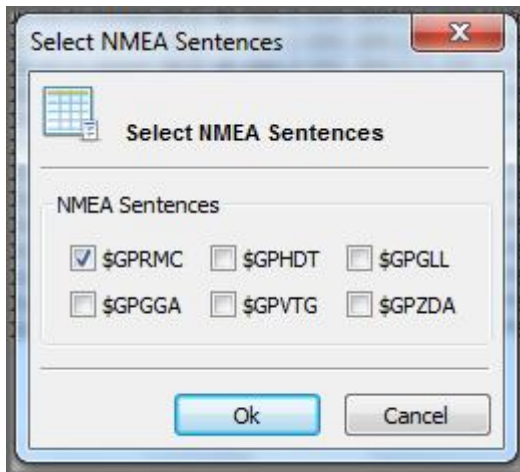 Select NMEA Sentences
Select NMEA Sentences
NMEA Sentences
$GPRMC $GPHDT $GPGLL
$GPGGA $GPVTG $GPZDA
Ok Cancel